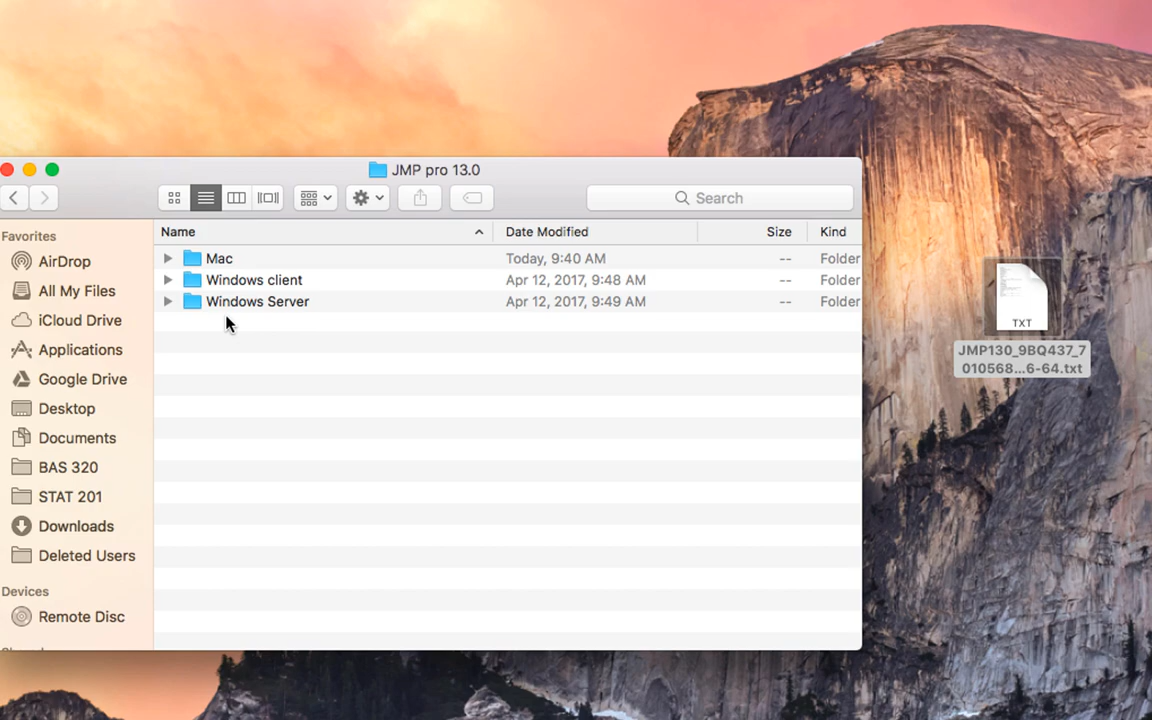 JMP pro 13.0
Search
Favorites
AirDrop
All My Files
iCloud Drive
Applications
Google Drive
Desktop
Documents
BAS 320
STAT 201
Downloads
Deleted Users
Devices
Remote Disc
Name Date Modified Size Kind
Mac Today, 9:40 AM -- Folder
Windows client Apr 12, 2017, 9:48 AM -- Folder
Windows Server Apr 12, 2017, 9:49 AM -- Folder
TXT
JMP130_9BQ437_7
010568...6-64.txt